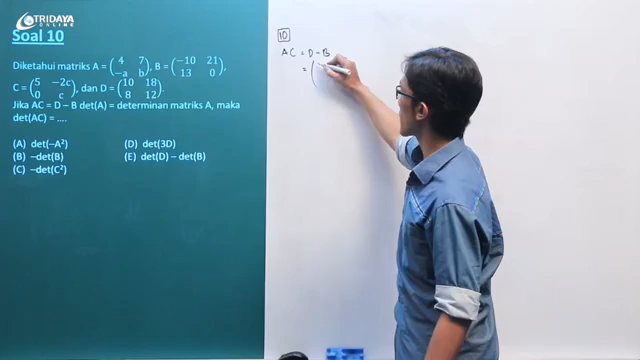 TRIDAYA
ONLINE
Soal 10
Diketahui matriks A = (4 7 −a b), B = (−10 21 13 0),
C = (5 −2c 0 c), dan D = (10 18 8 12).
Jika AC = D − B det(A) = determinan matriks A, maka
det(AC) = ....
(A) det(−A²) (D) det(3D)
(B) −det(B) (E) det(D) − det(B)
(C) −det(C²)
10
AC = D − B
= (